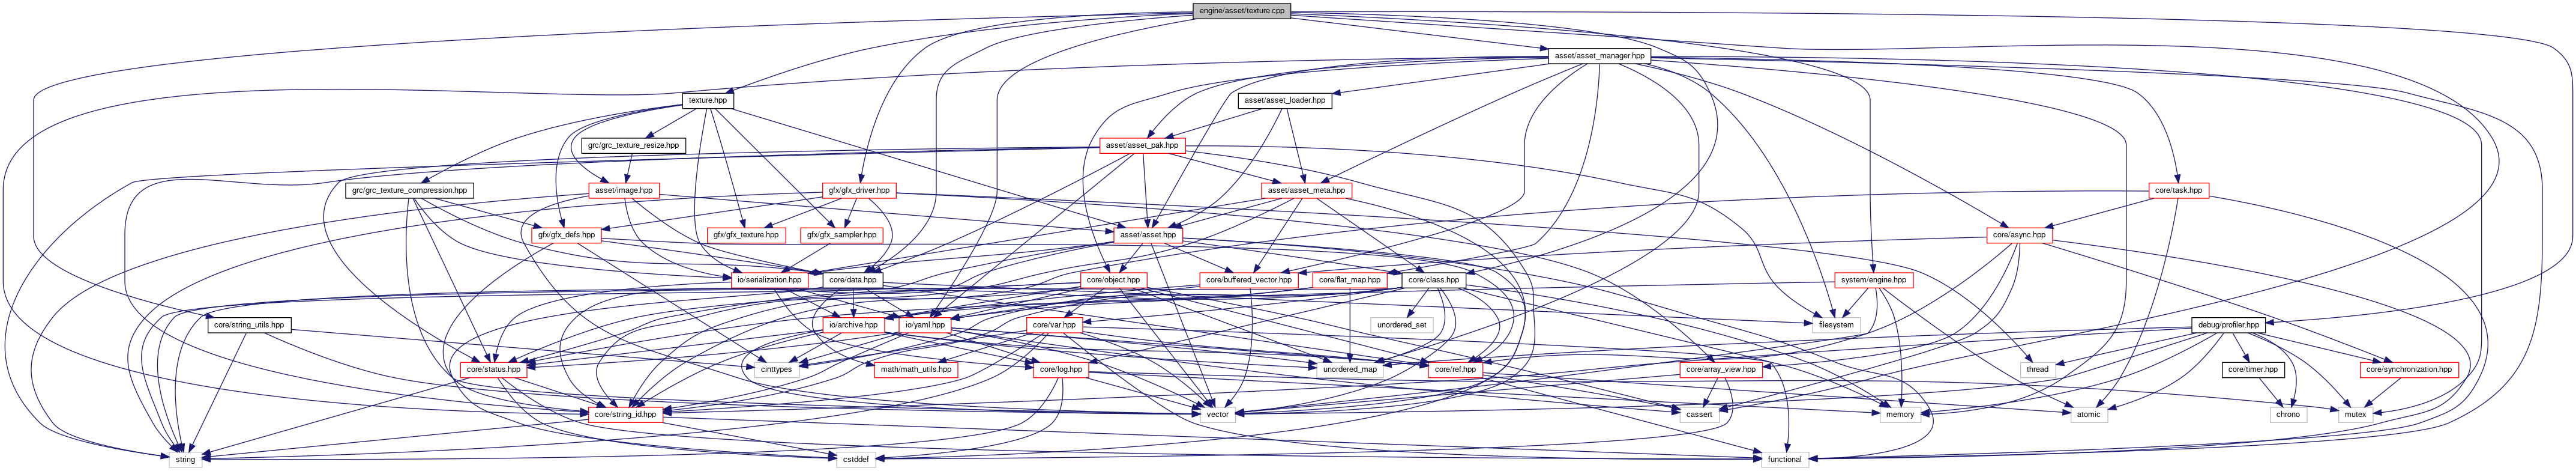 engine/asset/texture.cpp
asset/asset_manager.hpp
texture.hpp
asset/asset_loader.hpp
grc/grc_texture_resize.hpp
asset/asset_pak.hpp
grc/grc_texture_compression.hpp
asset/image.hpp
gfx/gfx_driver.hpp
asset/asset_meta.hpp
core/task.hpp
gfx/gfx_defs.hpp
gfx/gfx_texture.hpp
gfx/gfx_sampler.hpp
asset/asset.hpp
core/async.hpp
io/serialization.hpp
core/data.hpp
core/object.hpp
core/buffered_vector.hpp
core/flat_map.hpp
core/class.hpp
system/engine.hpp
core/string_utils.hpp
io/archive.hpp
io/yaml.hpp
core/var.hpp
unordered_set
filesystem
debug/profiler.hpp
core/status.hpp
cinttypes
math/math_utils.hpp
core/log.hpp
unordered_map
core/ref.hpp
core/array_view.hpp
thread
core/timer.hpp
core/synchronization.hpp
core/string_id.hpp
vector
cassert
memory
atomic
chrono
mutex
string
cstddef
functional